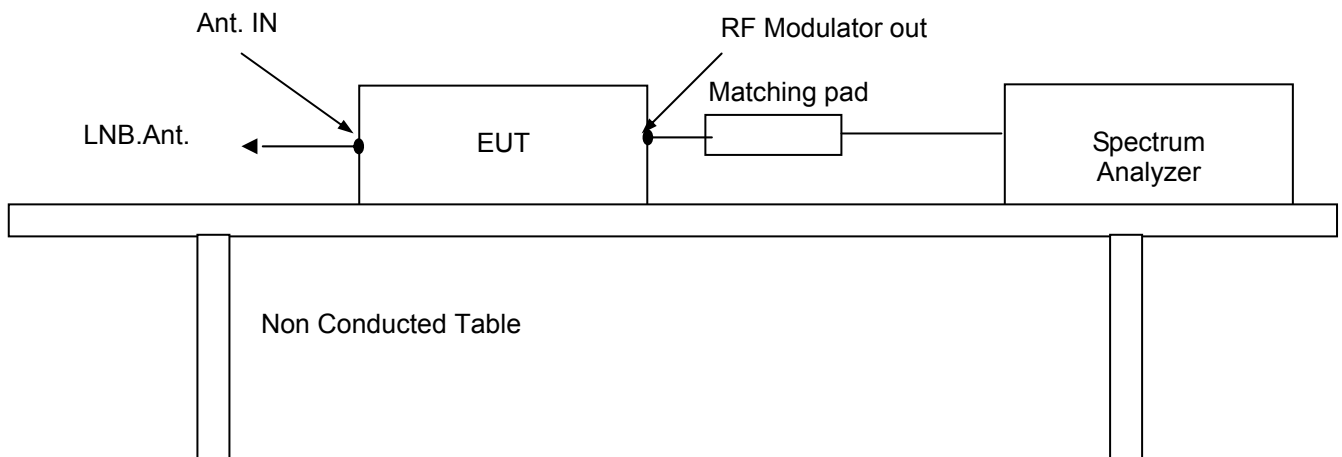 Ant. IN
RF Modulator out
Matching pad
LNB.Ant.
EUT
Spectrum
Analyzer
Non Conducted Table